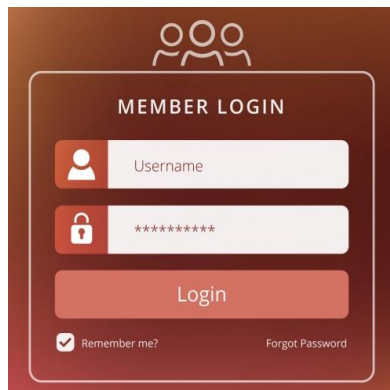 MEMBER LOGIN
Username
**********
Login
Remember me?
Forgot Password